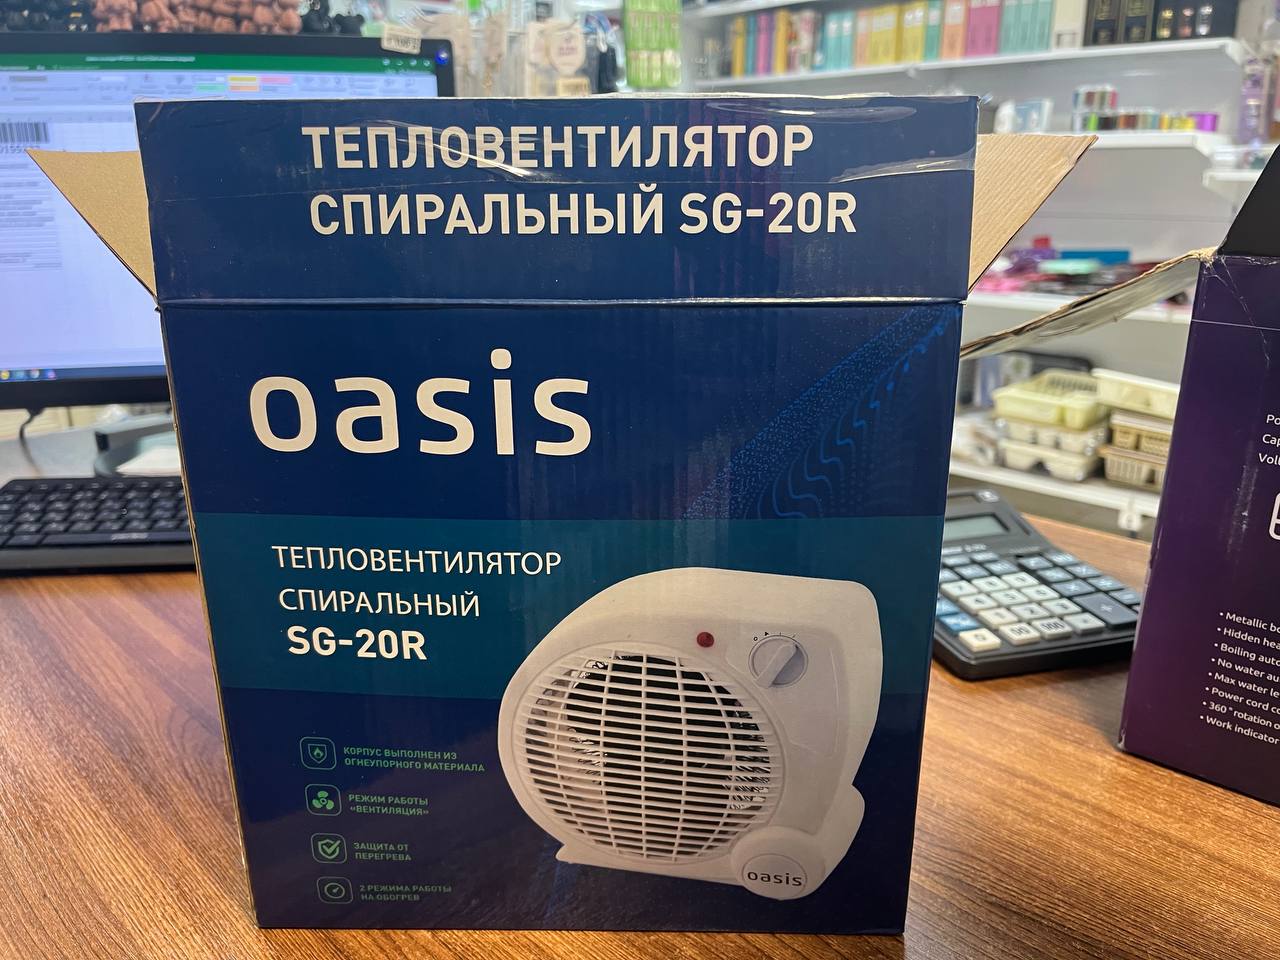 ТЕПЛОВЕНТИЛЯТОР
СПИРАЛЬНЫЙ SG-20R
oasis
ТЕПЛОВЕНТИЛЯТОР
СПИРАЛЬНЫЙ
SG-20R
КОРПУС ВЫПОЛНЕН ИЗ
ОГНЕУПОРНОГО МАТЕРИАЛА
РЕЖИМ РАБОТЫ
«ВЕНТИЛЯЦИЯ»
ЗАЩИТА ОТ
ПЕРЕГРЕВА
2 РЕЖИМА РАБОТЫ
НА ОБОГРЕВ
oasis
• Metallic
• Hidden
• Boiling
• No water
• Max water
• Power cord
• 360° rotation
• Work indicator